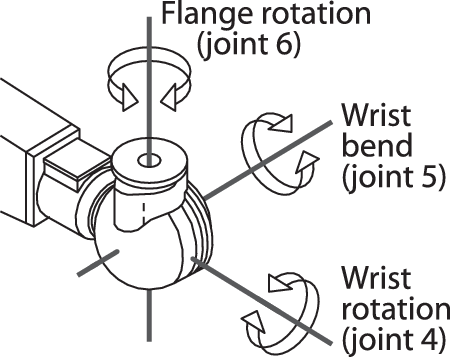 Flange rotation
(joint 6)
Wrist
bend
(joint 5)
Wrist
rotation
(joint 4)